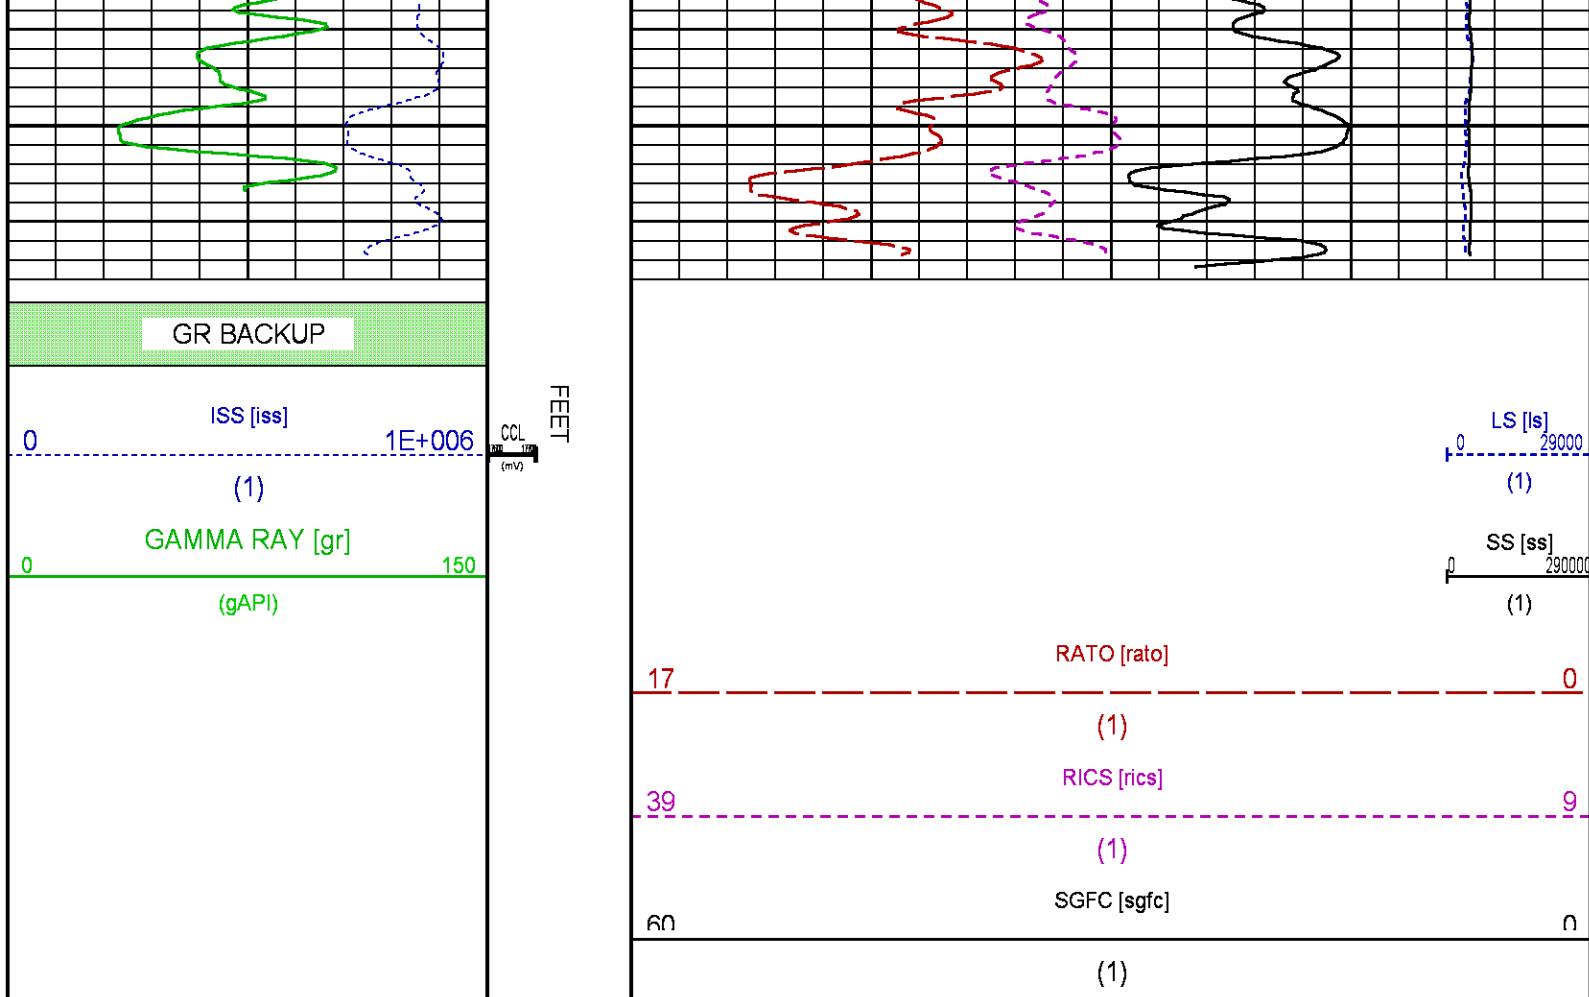 GR BACKUP
ISS [iss]
0 1E+006
(1)
GAMMA RAY [gr]
0 150
(gAPI)
CCL
(mV)
FEET
LS [ls]
0 29000
(1)
SS [ss]
0 290000
(1)
RATO [rato]
17 0
(1)
RICS [rics]
39 9
(1)
SGFC [sgfc]
60 0
(1)